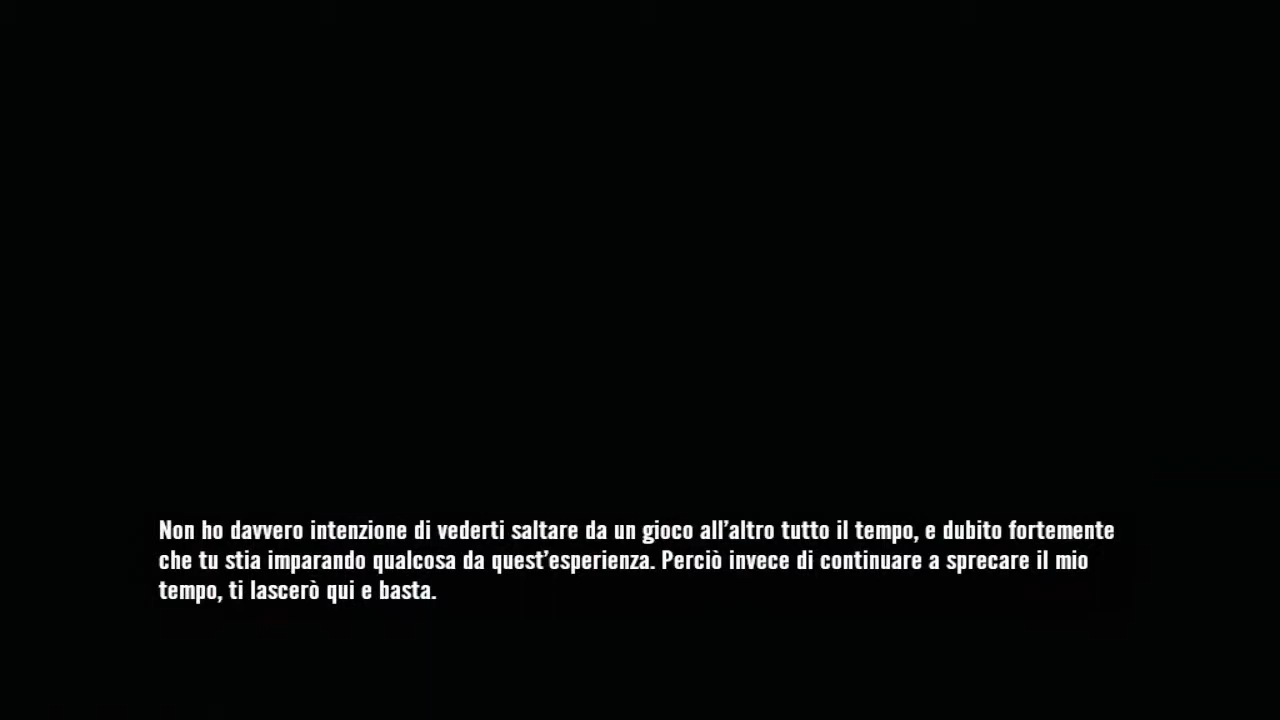 Non ho davvero intenzione di vederti saltare da un gioco all’altro tutto il tempo, e dubito fortemente
che tu stia imparando qualcosa da quest’esperienza. Perciò invece di continuare a sprecare il mio
tempo, ti lascerò qui e basta.